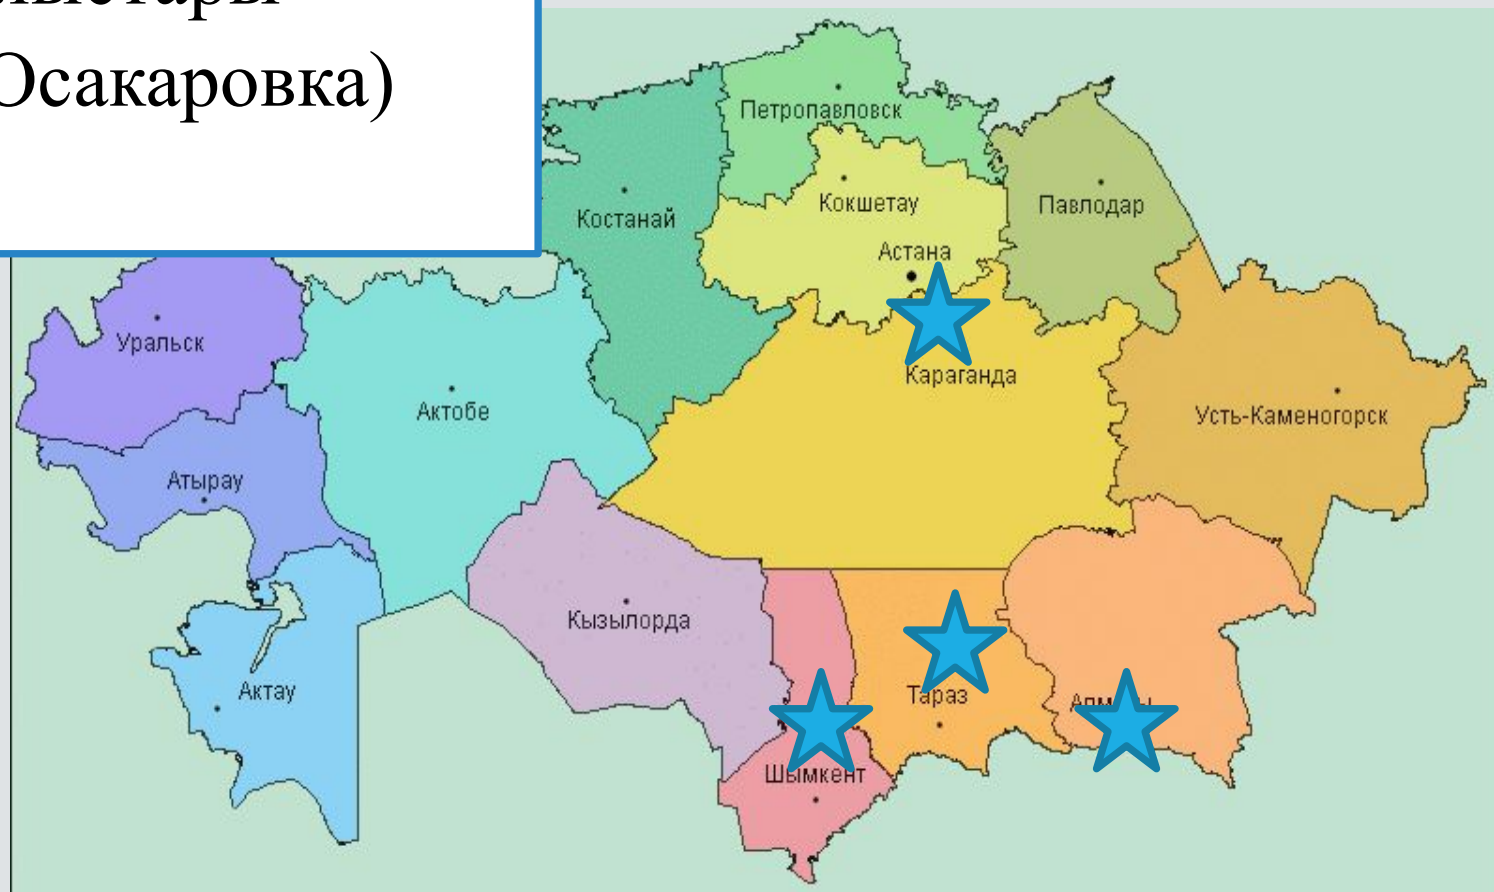 Осакаровка)
Петропавловск
Костанай
Кокшетау
Павлодар
Астана
Уральск
Караганда
Актобе
Усть-Каменогорск
Атырау
Кызылорда
Актау
Тараз
Шымкент